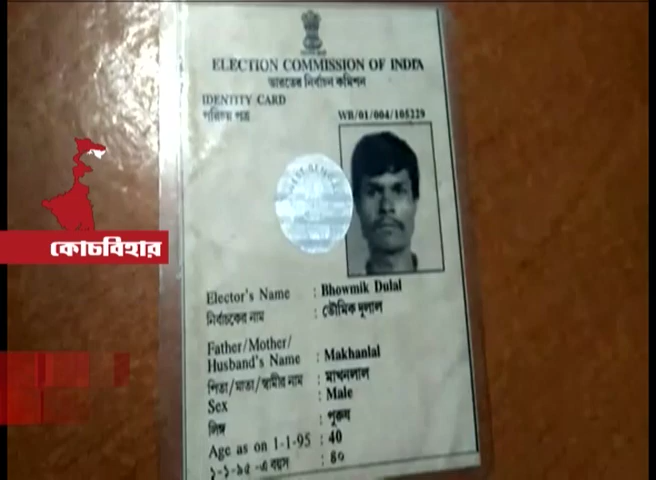 ELECTION COMMISSION OF INDIA
ভারতের নির্বাচন কমিশন
IDENTITY CARD
পরিচয় পত্র
WB/01/004/105229
কোচবিহার
Elector's Name : Bhowmik Dulal
নির্বাচকের নাম : ভৌমিক দুলাল
Father/Mother/
Husband's Name : Makhanlal
পিতা/মাতা/স্বামীর নাম : মাখনলাল
Sex : Male
লিঙ্গ : পুরুষ
Age as on 1-1-95 : 40
১-১-৯৫ -এ বয়স : ৪০